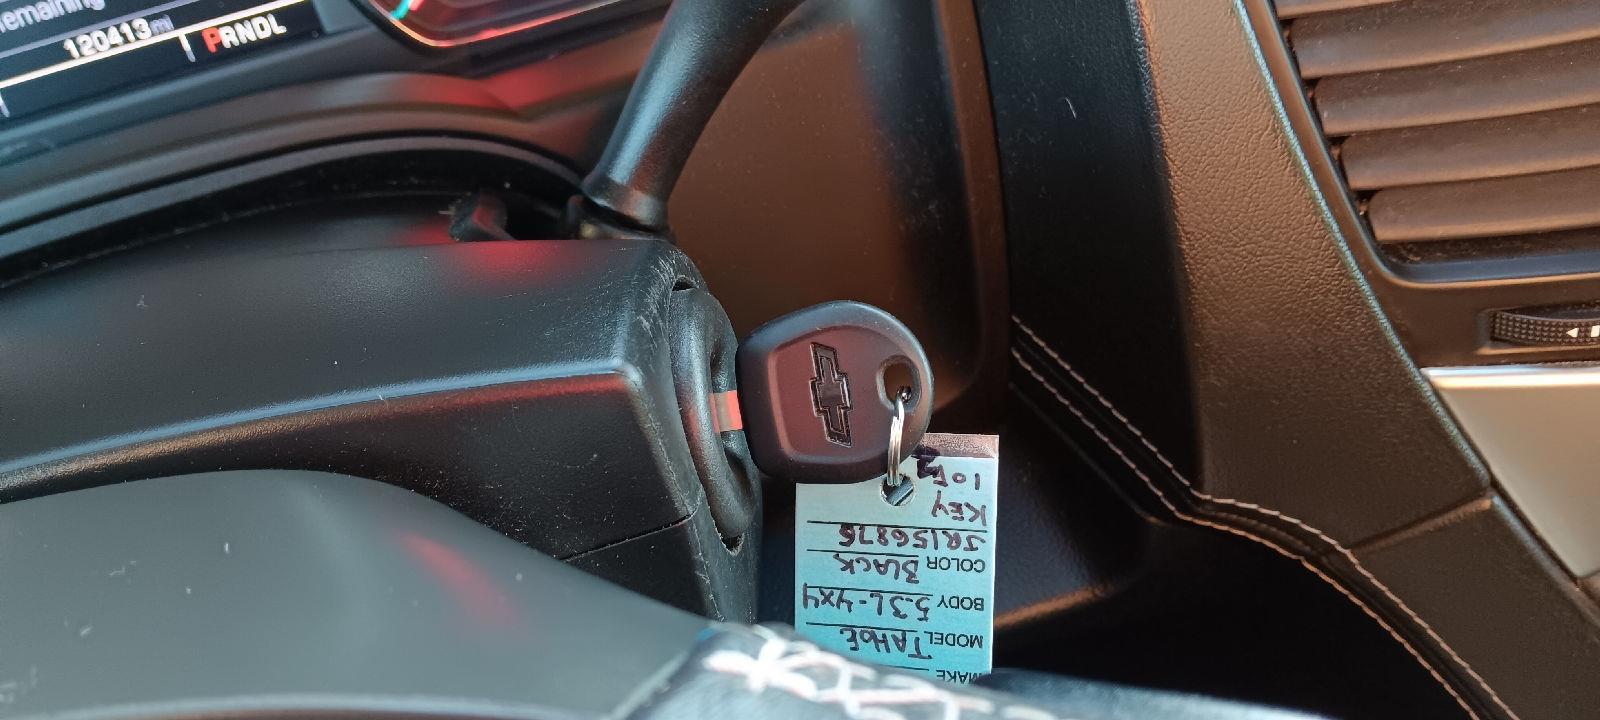 remaining
120413 mi PRNDL
MAKE
MODEL TAHOE
BODY 5.3L-4X4
COLOR BLACK
JR156876
KEY
1 OF 2